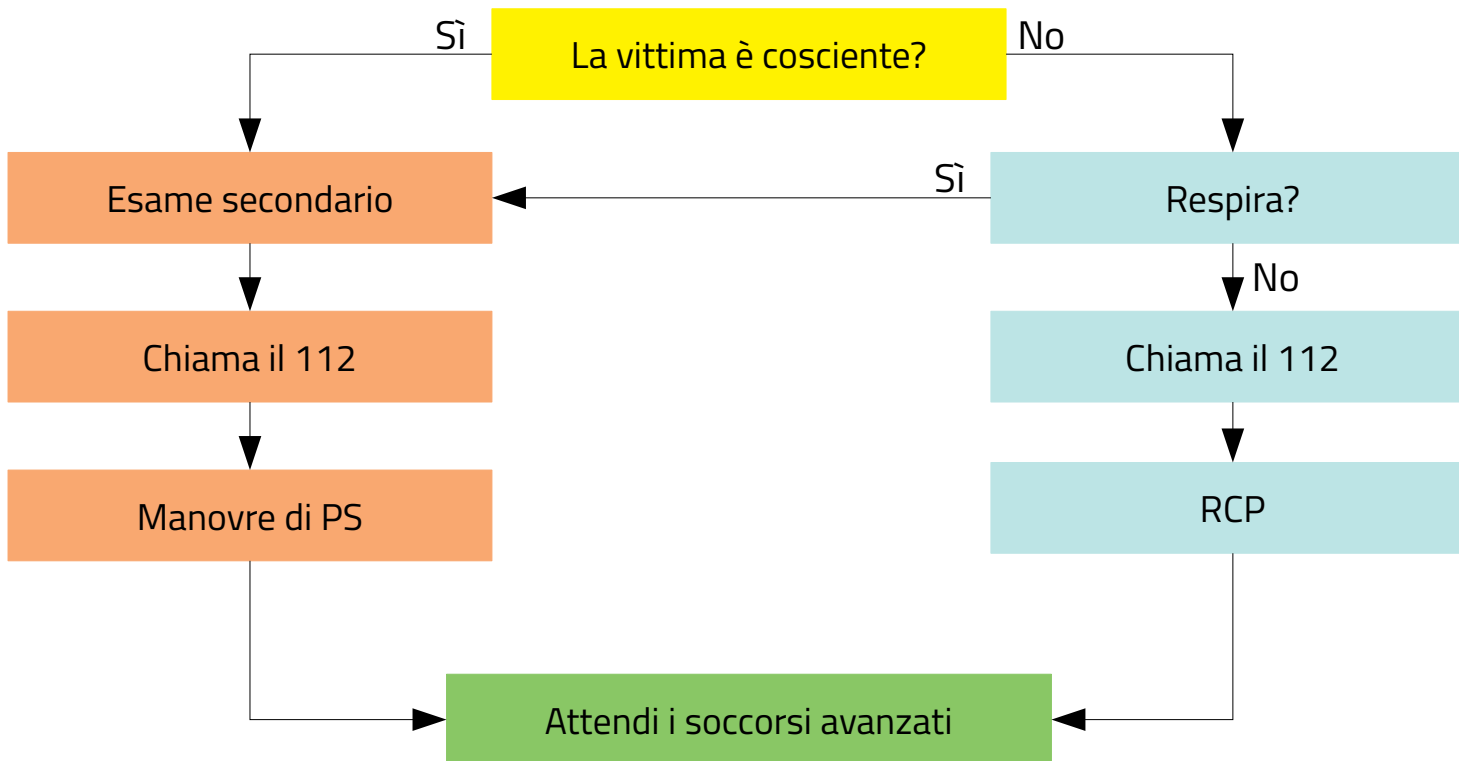 Sì
La vittima è cosciente?
No
Esame secondario
Sì
Respira?
No
Chiama il 112
Chiama il 112
Manovre di PS
RCP
Attendi i soccorsi avanzati